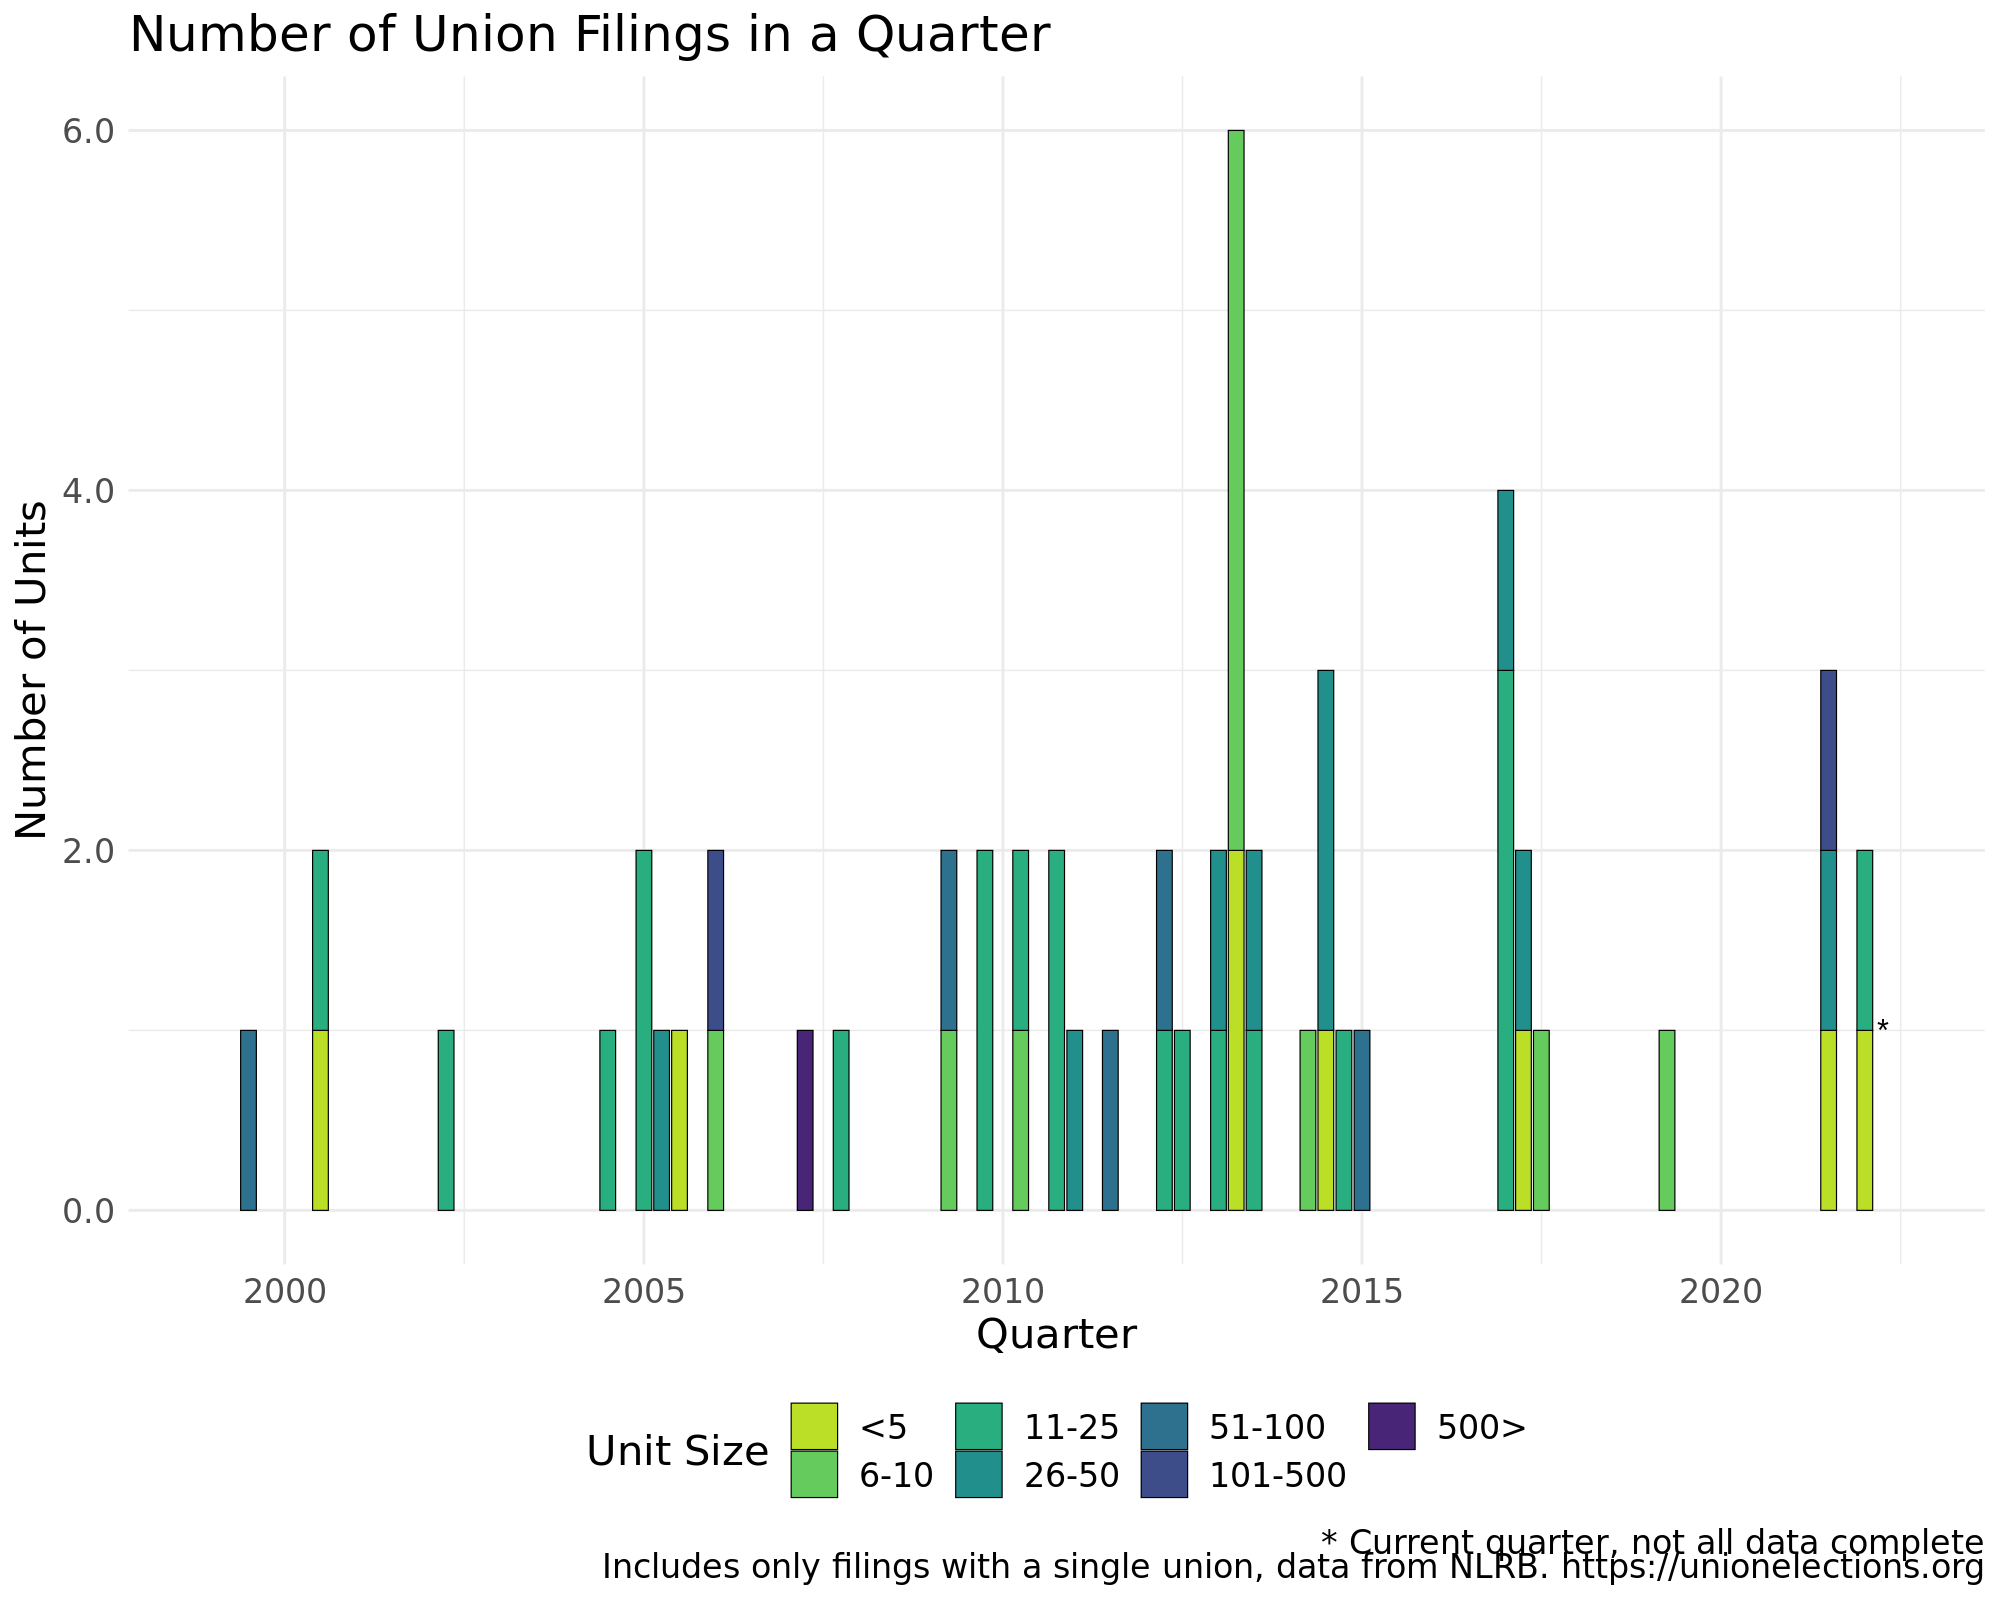 Number of Union Filings in a Quarter
6.0
4.0
2.0
0.0
Number of Units
*
2000 2005 2010 2015 2020
Quarter
Unit Size
<5 11-25 51-100 500>
6-10 26-50 101-500
* Current quarter, not all data complete
Includes only filings with a single union, data from NLRB. https://unionelections.org